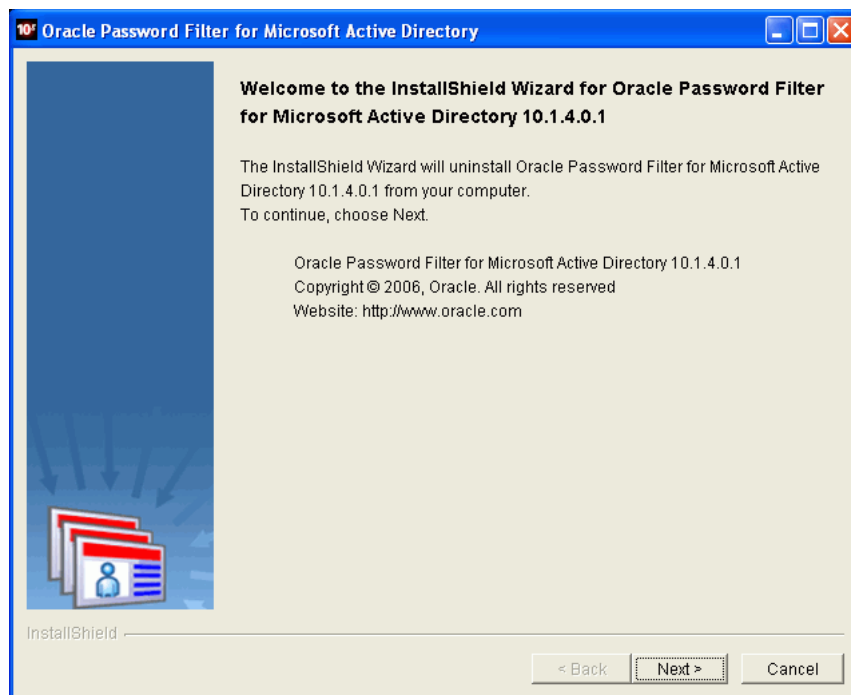 10g Oracle Password Filter for Microsoft Active Directory
Welcome to the InstallShield Wizard for Oracle Password Filter
for Microsoft Active Directory 10.1.4.0.1
The InstallShield Wizard will uninstall Oracle Password Filter for Microsoft Active
Directory 10.1.4.0.1 from your computer.
To continue, choose Next.
Oracle Password Filter for Microsoft Active Directory 10.1.4.0.1
Copyright © 2006, Oracle. All rights reserved
Website: http://www.oracle.com
InstallShield
< Back Next > Cancel